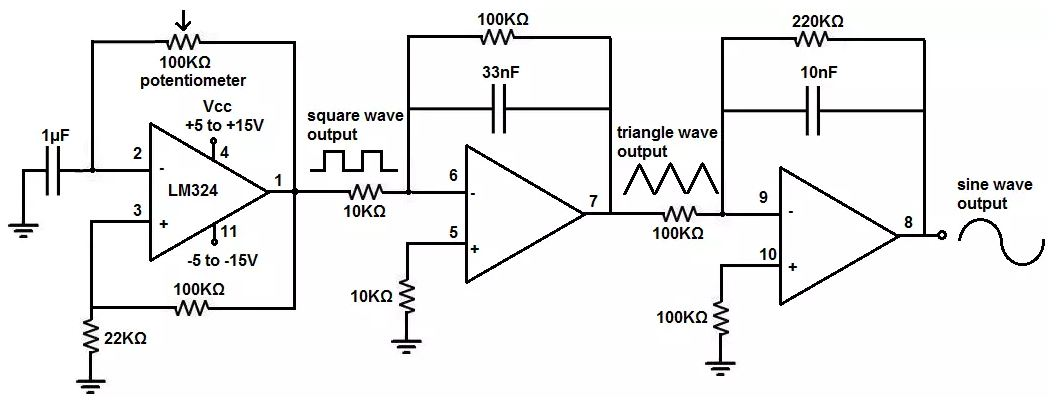 100KΩ
potentiometer
Vcc
+5 to +15V
1µF
2
4
-
LM324
1
3
+
11
-5 to -15V
100KΩ
22KΩ
square wave
output
10KΩ
100KΩ
33nF
6
-
7
5
+
10KΩ
triangle wave
output
100KΩ
220KΩ
10nF
9
-
8
10
+
100KΩ
sine wave
output